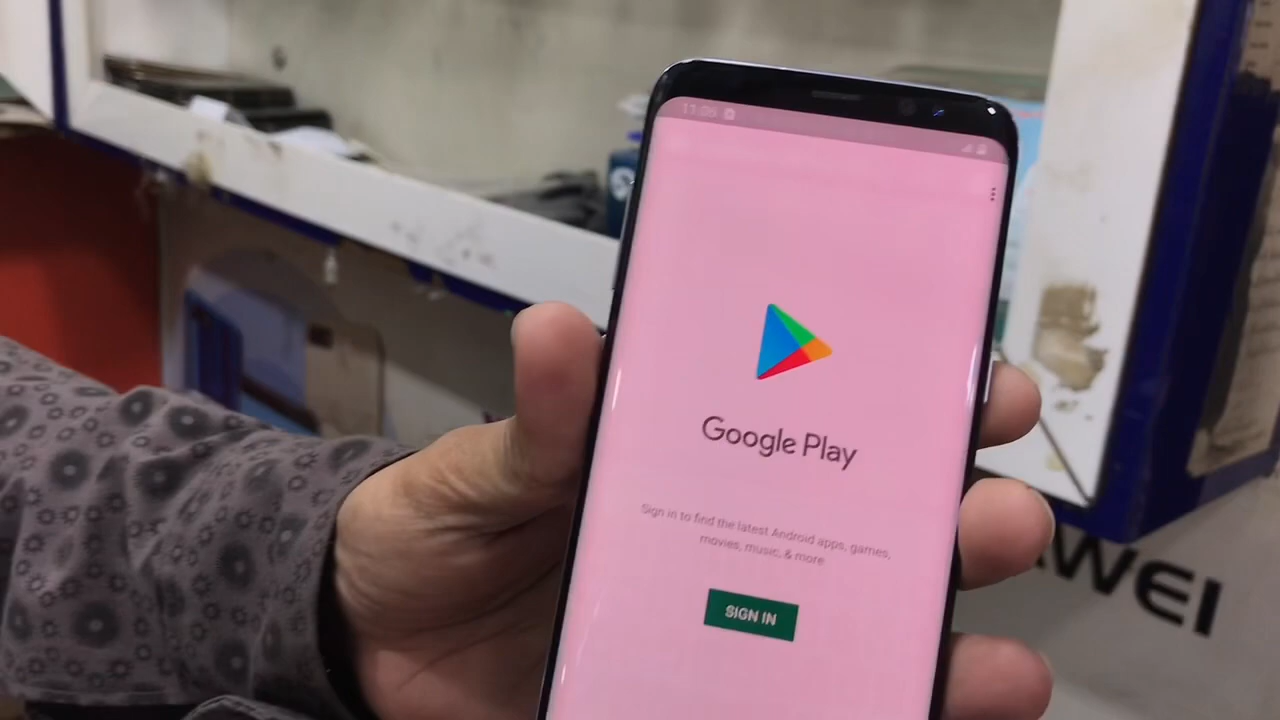 Google Play
Sign in to find the latest Android apps, games,
movies, music, & more
SIGN IN
AWEI